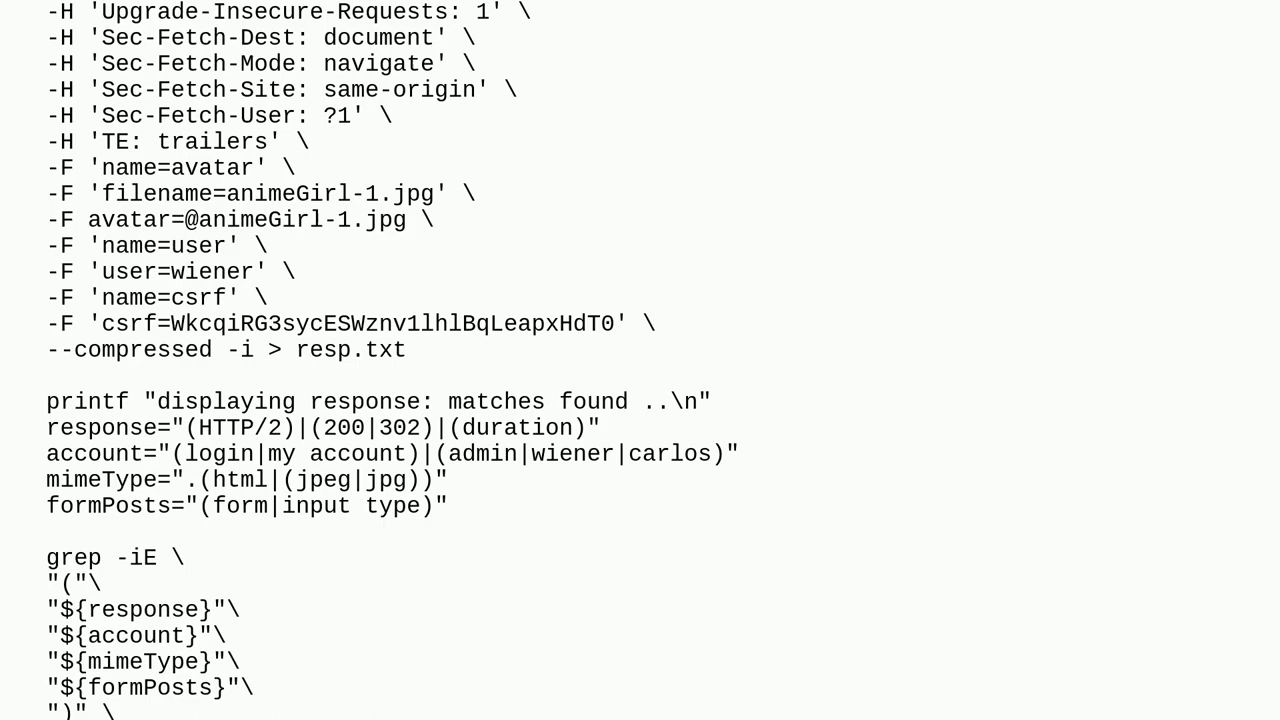 -H 'Upgrade-Insecure-Requests: 1' \
-H 'Sec-Fetch-Dest: document' \
-H 'Sec-Fetch-Mode: navigate' \
-H 'Sec-Fetch-Site: same-origin' \
-H 'Sec-Fetch-User: ?1' \
-H 'TE: trailers' \
-F 'name=avatar' \
-F 'filename=animeGirl-1.jpg' \
-F avatar=@animeGirl-1.jpg \
-F 'name=user' \
-F 'user=wiener' \
-F 'name=csrf' \
-F 'csrf=WkcqiRG3sycESWznv1lhlBqLeapxHdT0' \
--compressed -i > resp.txt

printf "displaying response: matches found ..\n"
response="(HTTP/2)|(200|302)|(duration)"
account="(login|my account)|(admin|wiener|carlos)"
mimeType=".(html|(jpeg|jpg))"
formPosts="(form|input type)"

grep -iE \
"("\
"${response}"\
"${account}"\
"${mimeType}"\
"${formPosts}"\
")" \